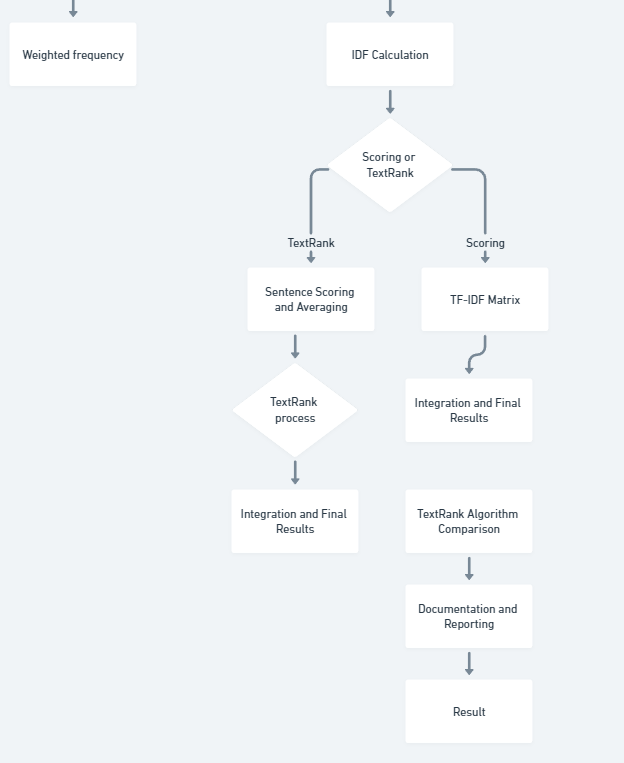 Weighted frequency
IDF Calculation
Scoring or
TextRank
TextRank
Scoring
Sentence Scoring
and Averaging
TF-IDF Matrix
TextRank
process
Integration and Final
Results
Integration and Final
Results
TextRank Algorithm
Comparison
Documentation and
Reporting
Result